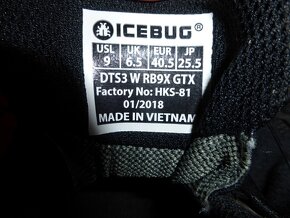 ICEBUG®
USL UK EUR JP
9 6.5 40.5 25.5
DTS3 W RB9X GTX
Factory No: HKS-81
01/2018
MADE IN VIETNAM